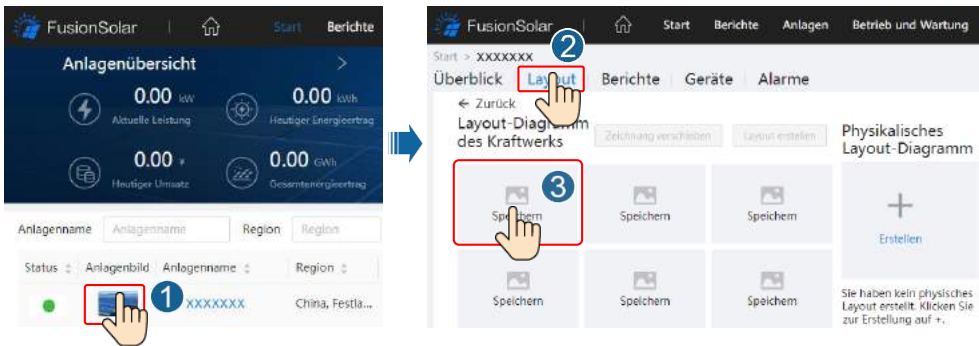 FusionSolar
Start
Berichte
Anlagenübersicht
>
0.00 kW
Aktuelle Leistung
0.00 kWh
Heutiger Energieertrag
0.00 ¥
Heutiger Umsatz
0.00 GWh
Gesamtenergieertrag
Anlagenname
Anlagenname
Region
Region
Status
Anlagenbild
Anlagenname
Region
1
XXXXXXX
China, Festla...
FusionSolar
Start
Berichte
Anlagen
Betrieb und Wartung
Start > XXXXXXX
2
Überblick
Layout
Berichte
Geräte
Alarme
← Zurück
Layout-Diagramm
des Kraftwerks
Zeichnung verschieben
Layout erstellen
Physikalisches
Layout-Diagramm
3
Speichern
Speichern
Speichern
+
Erstellen
Speichern
Speichern
Speichern
Sie haben kein physisches
Layout erstellt. Klicken Sie
zur Erstellung auf +.